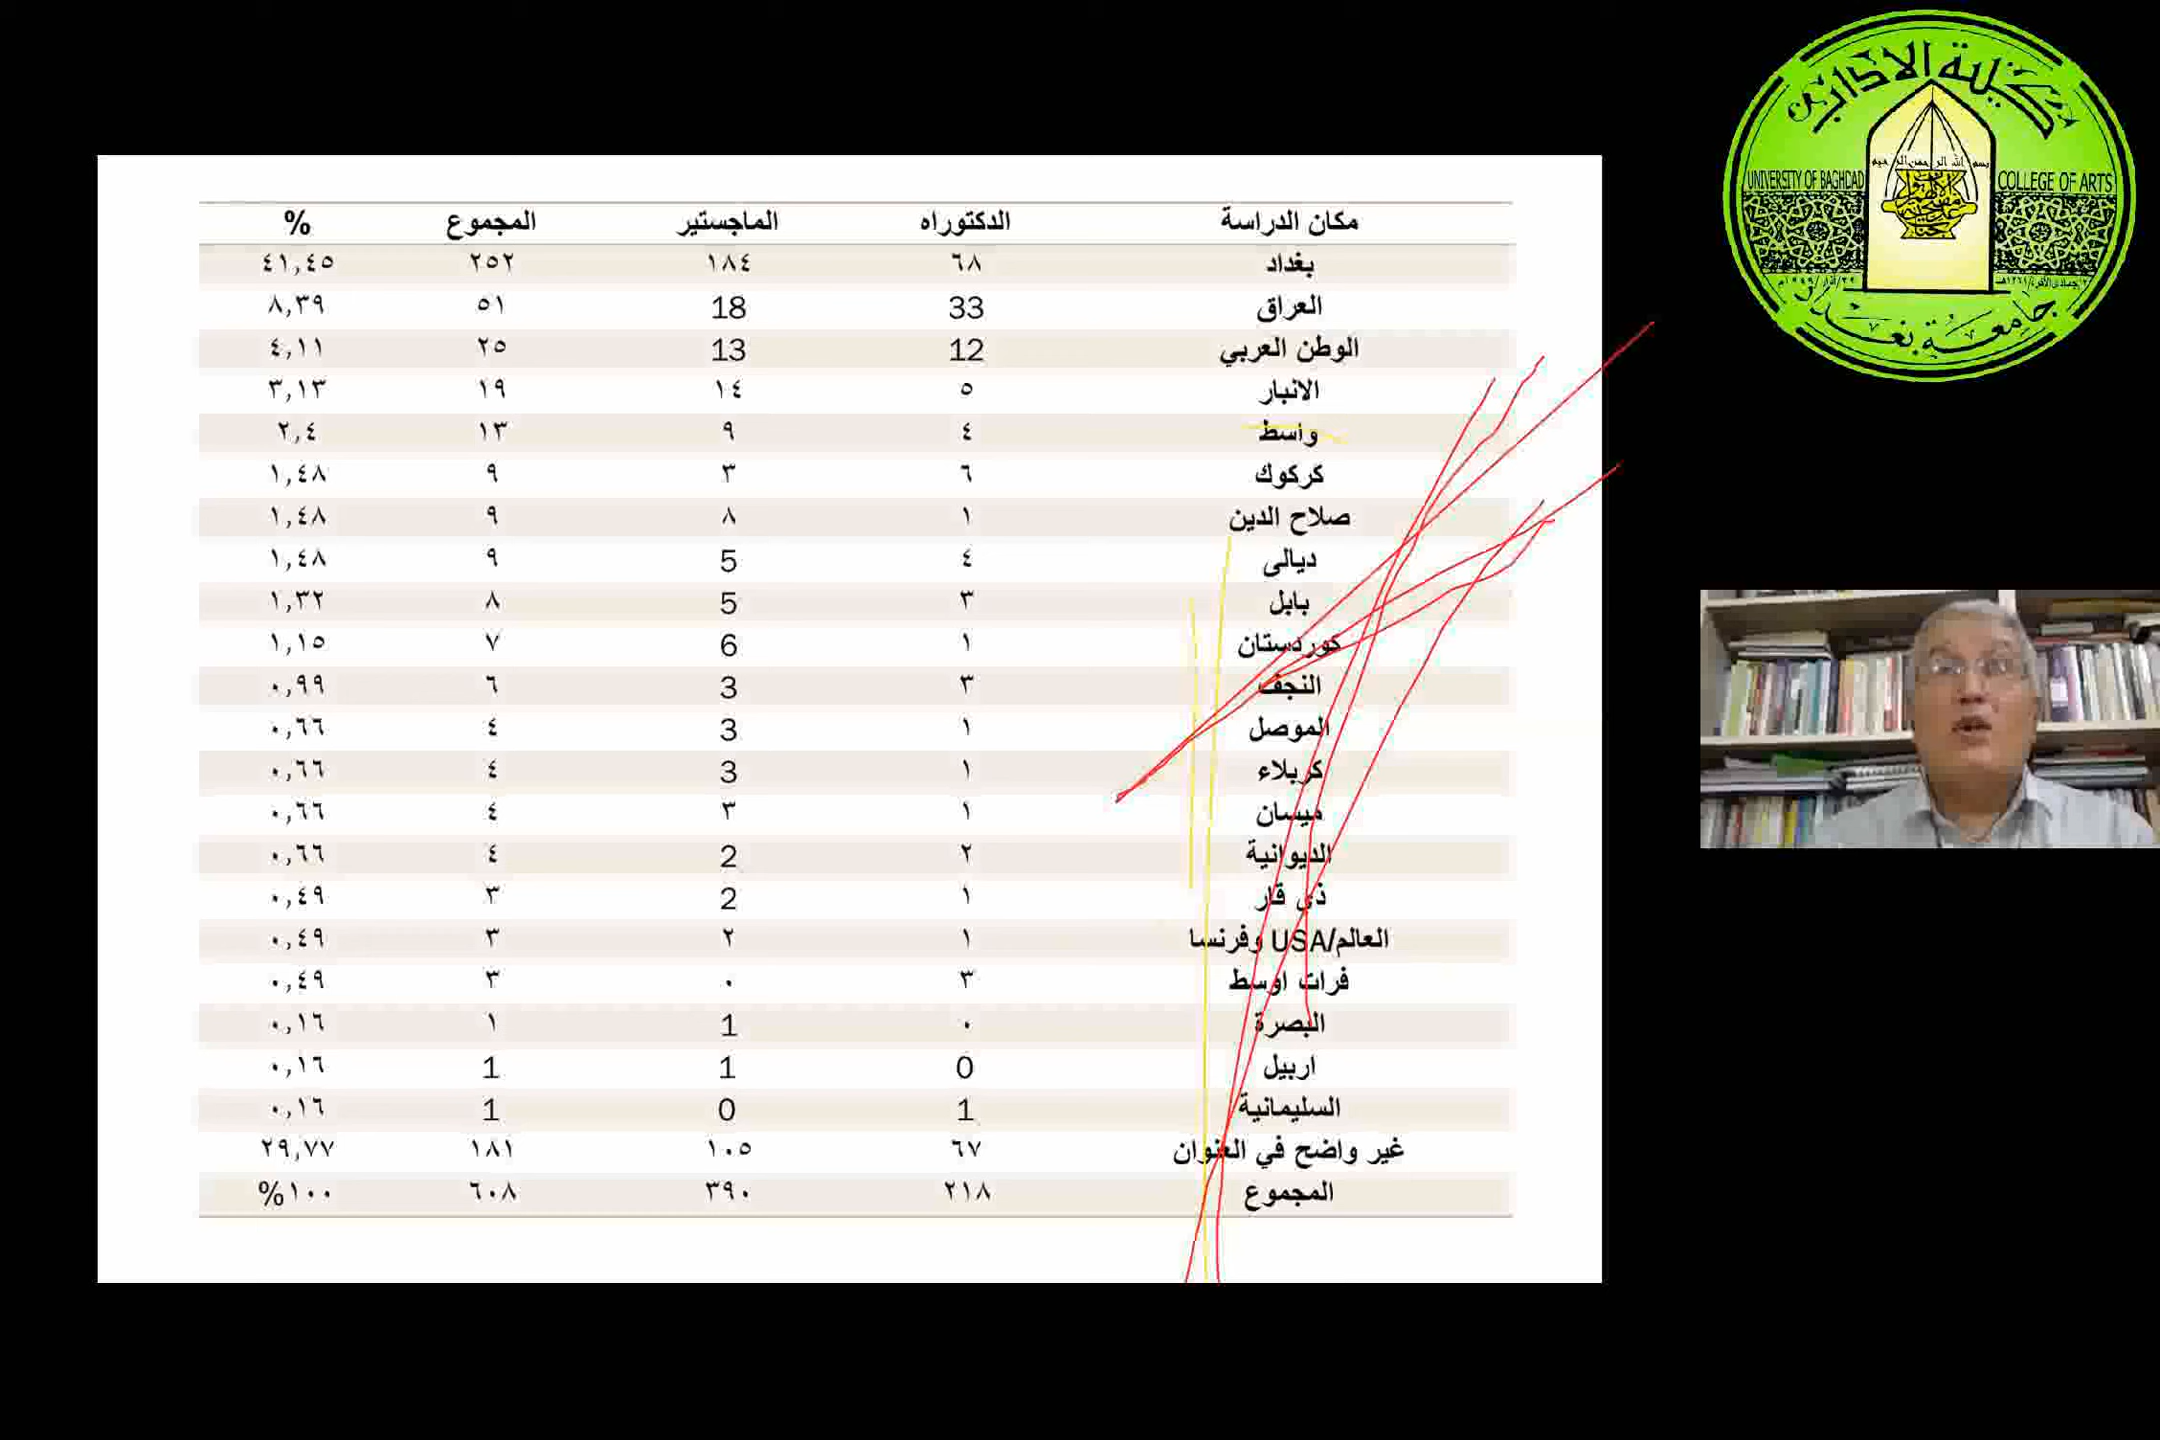 مكان الدراسة الدكتوراه الماجستير المجموع %
بغداد ٦٨ ١٨٤ ٢٥٢ ٤١,٤٥
العراق 33 18 ٥١ ٨,٣٩
الوطن العربي 12 13 ٢٥ ٤,١١
الانبار ٥ ١٤ ١٩ ٣,١٣
واسط ٤ ٩ ١٣ ٢,٤
كركوك ٦ ٣ ٩ ١,٤٨
صلاح الدين ١ ٨ ٩ ١,٤٨
ديالى ٤ 5 ٩ ١,٤٨
بابل ٣ 5 ٨ ١,٣٢
كوردستان ١ 6 ٧ ١,١٥
النجف ٣ 3 ٦ ٠,٩٩
الموصل ١ 3 ٤ ٠,٦٦
كربلاء ١ 3 ٤ ٠,٦٦
ميسان ١ ٣ ٤ ٠,٦٦
الديوانية ٢ 2 ٤ ٠,٦٦
ذي قار ١ 2 ٣ ٠,٤٩
العالم/USA وفرنسا ١ ٢ ٣ ٠,٤٩
فرات اوسط ٣ ٠ ٣ ٠,٤٩
البصرة ٠ 1 ١ ٠,١٦
اربيل 0 1 1 ٠,١٦
السليمانية 1 0 1 ٠,١٦
غير واضح في العنوان ٦٧ ١٠٥ ١٨١ ٢٩,٧٧
المجموع ٢١٨ ٣٩٠ ٦٠٨ ١٠٠%
كلية الاداب
بسم الله الرحمن الرحيم
UNIVERSITY OF BAGHDAD
COLLEGE OF ARTS
جامعة بغداد